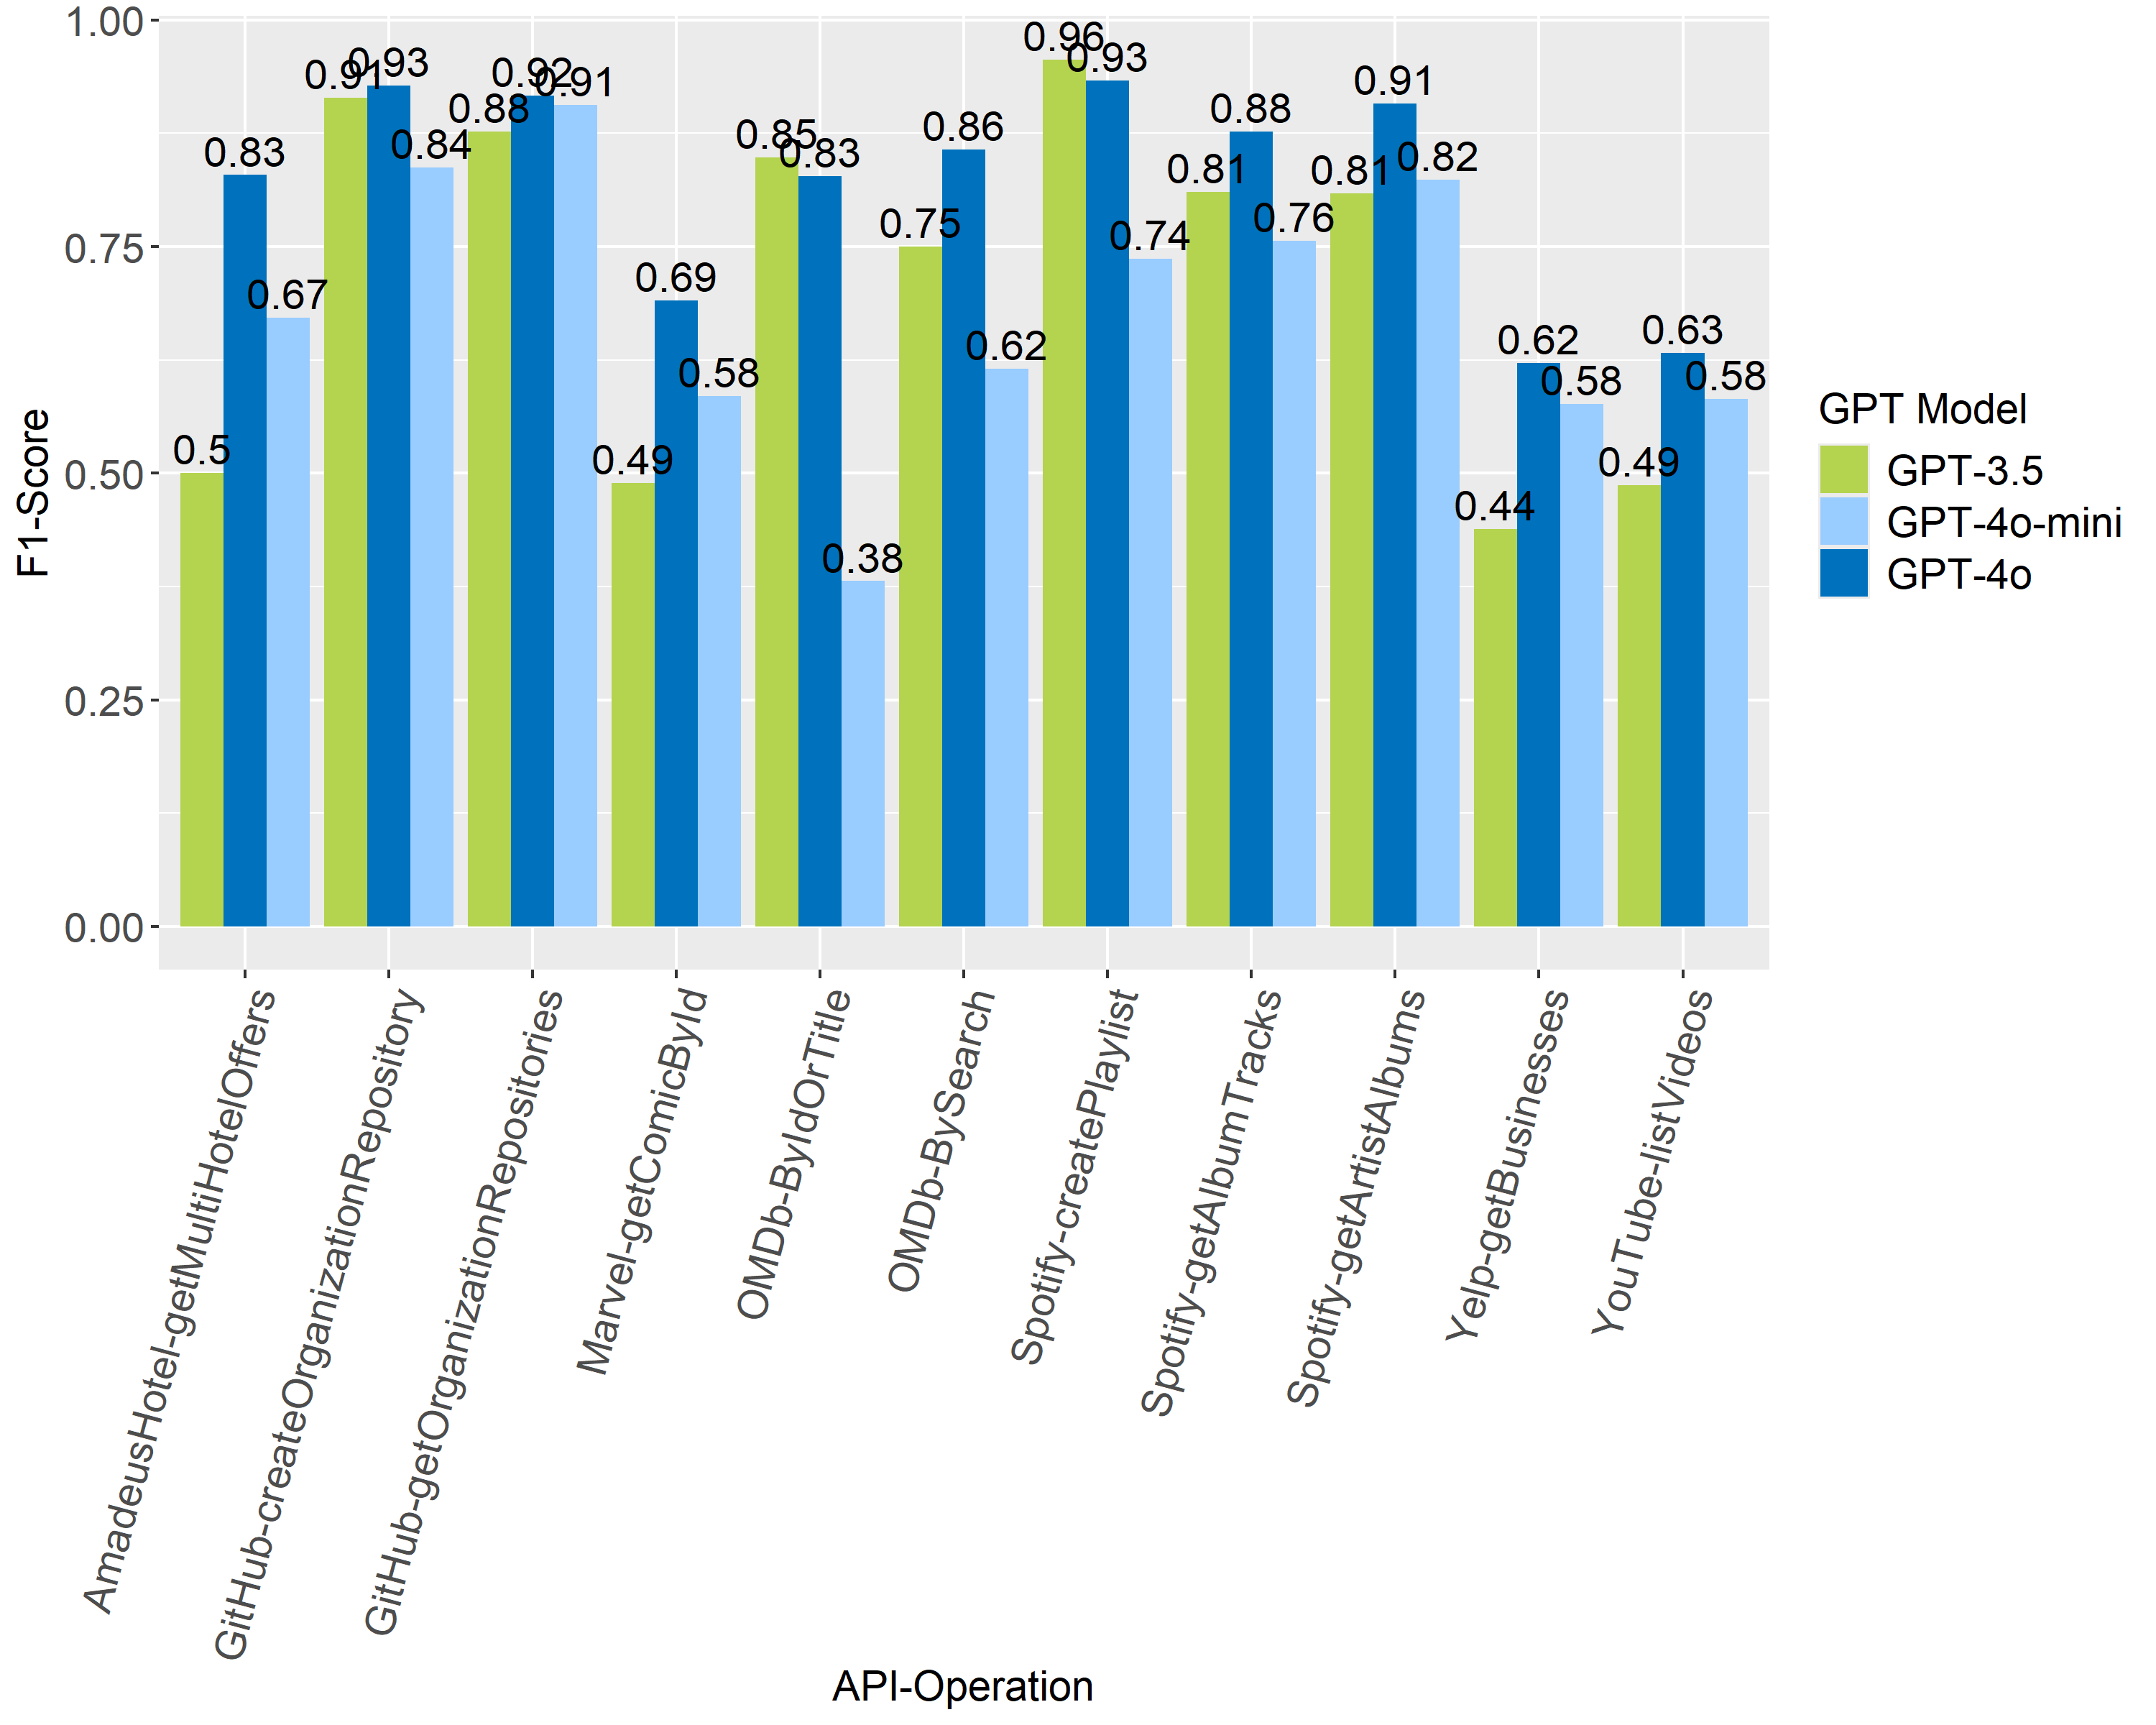 1.00
0.75
0.50
0.25
0.00
F1-Score
0.5
0.83
0.67
0.91
0.93
0.84
0.88
0.92
0.91
0.49
0.69
0.58
0.85
0.83
0.38
0.75
0.86
0.62
0.96
0.93
0.74
0.81
0.88
0.76
0.81
0.91
0.82
0.44
0.62
0.58
0.49
0.63
0.58
AmadeusHotel-getMultiHotelOffers
GitHub-createOrganizationRepository
GitHub-getOrganizationRepositories
Marvel-getComicById
OMDb-ByIdOrTitle
OMDb-BySearch
Spotify-createPlaylist
Spotify-getAlbumTracks
Spotify-getArtistAlbums
Yelp-getBusinesses
YouTube-listVideos
API-Operation
GPT Model
GPT-3.5
GPT-4o-mini
GPT-4o